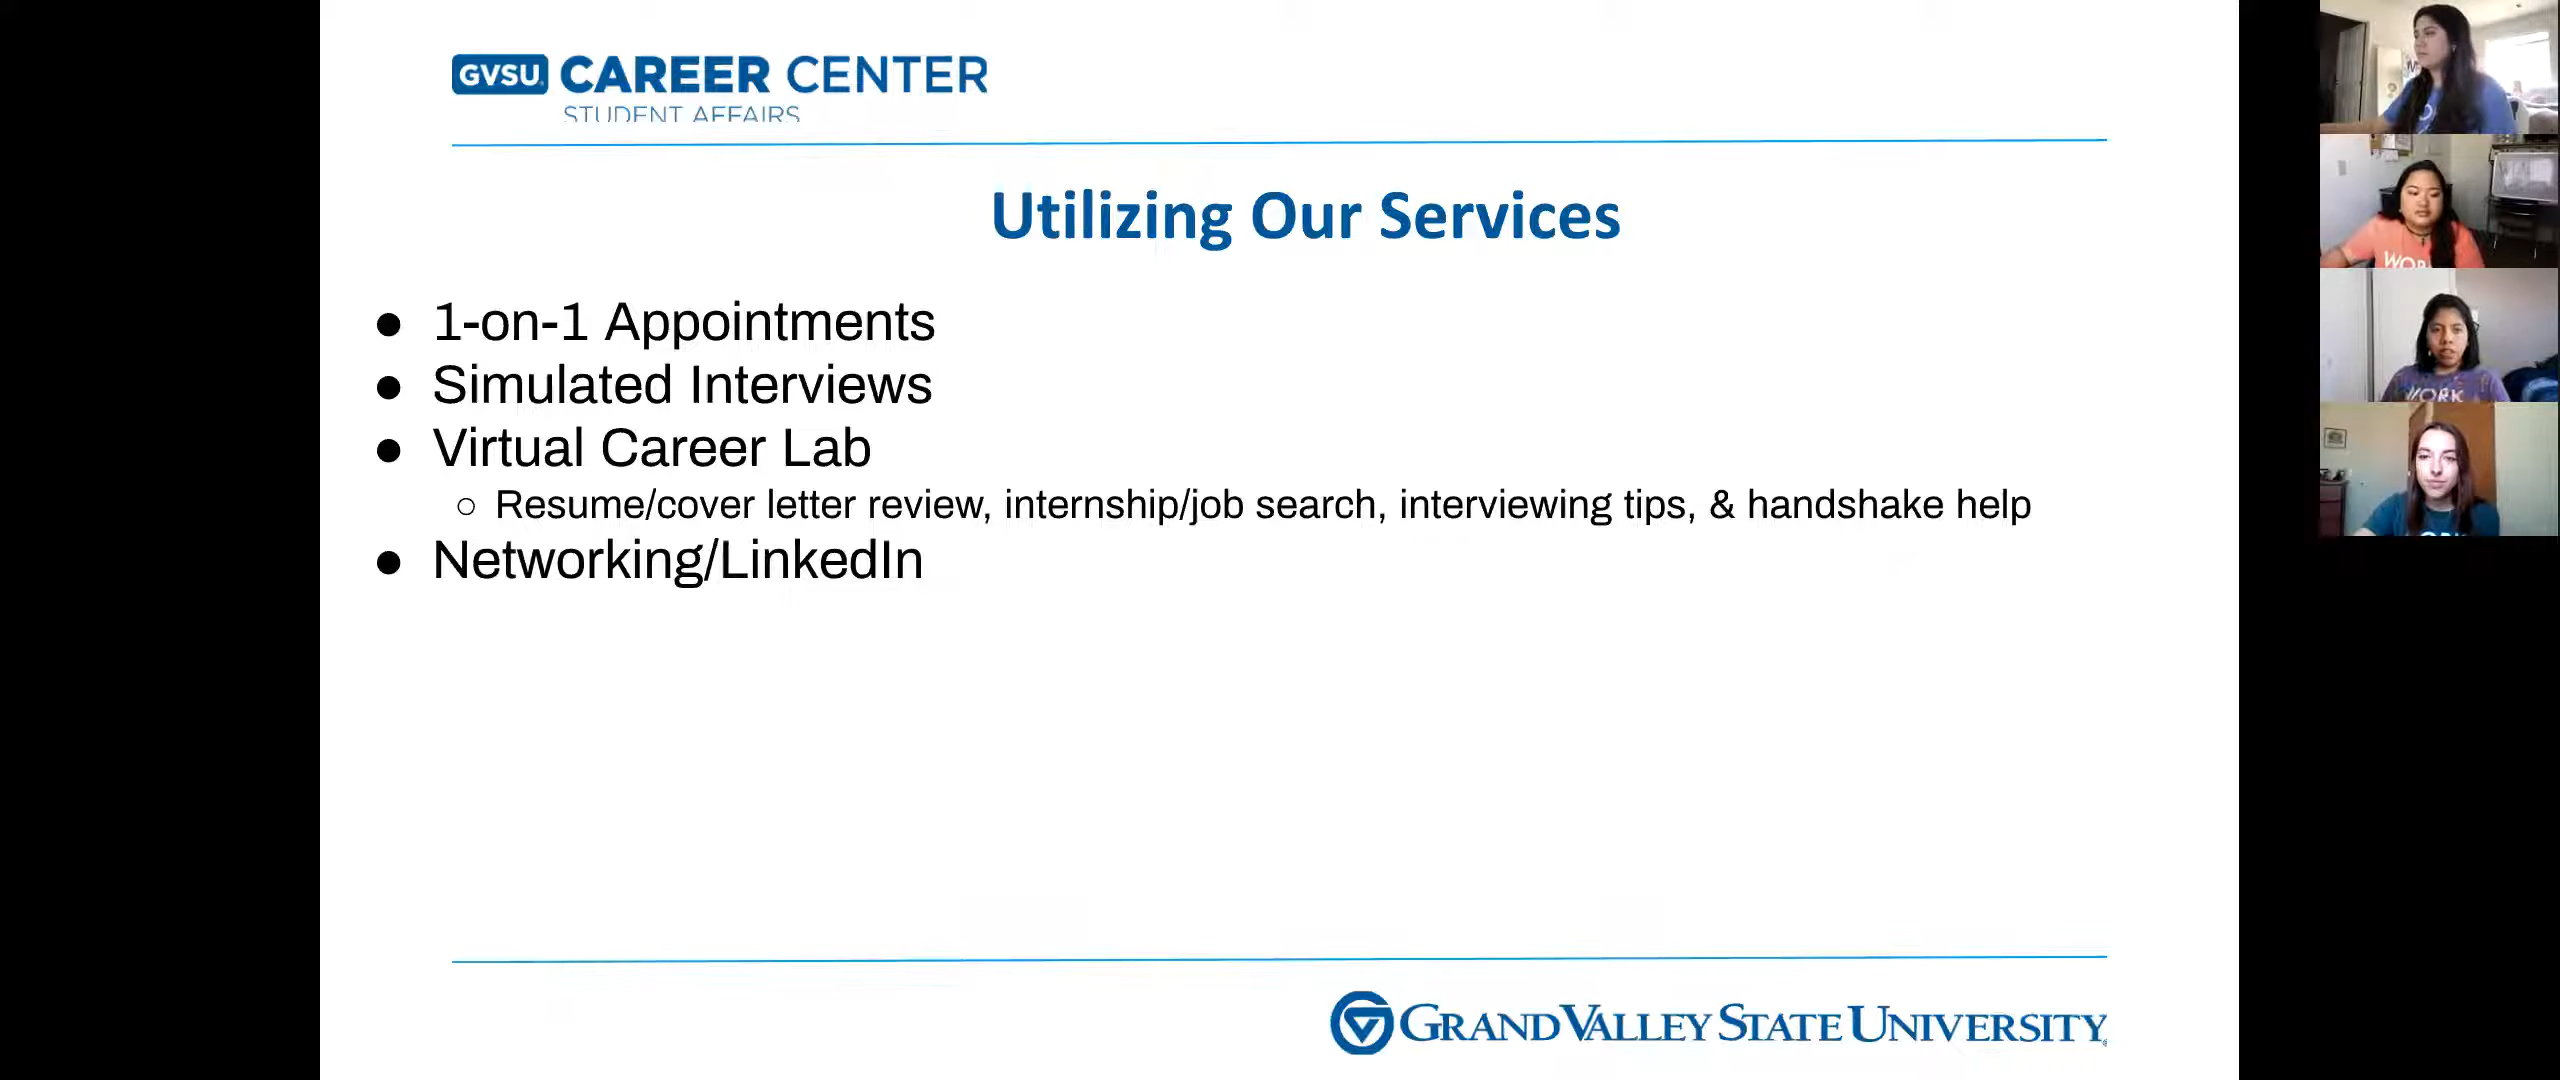 GVSU CAREER CENTER
STUDENT AFFAIRS
Utilizing Our Services
● 1-on-1 Appointments
● Simulated Interviews
● Virtual Career Lab
○ Resume/cover letter review, internship/job search, interviewing tips, & handshake help
● Networking/LinkedIn
GRAND VALLEY STATE UNIVERSITY
WORK